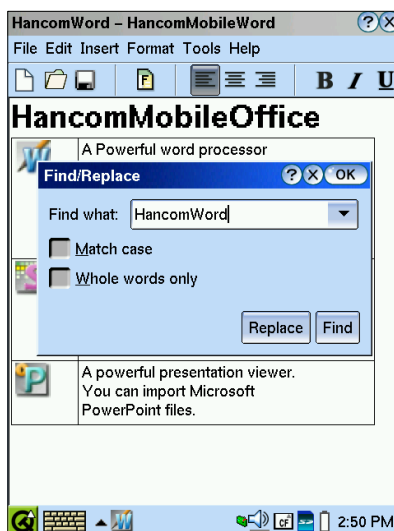 HancomWord – HancomMobileWord
File Edit Insert Format Tools Help
F B I U
HancomMobileOffice
A Powerful word processor
Find/Replace ? X OK
Find what: HancomWord
Match case
Whole words only
Replace Find
A powerful presentation viewer.
You can import Microsoft
PowerPoint files.
CF 2:50 PM